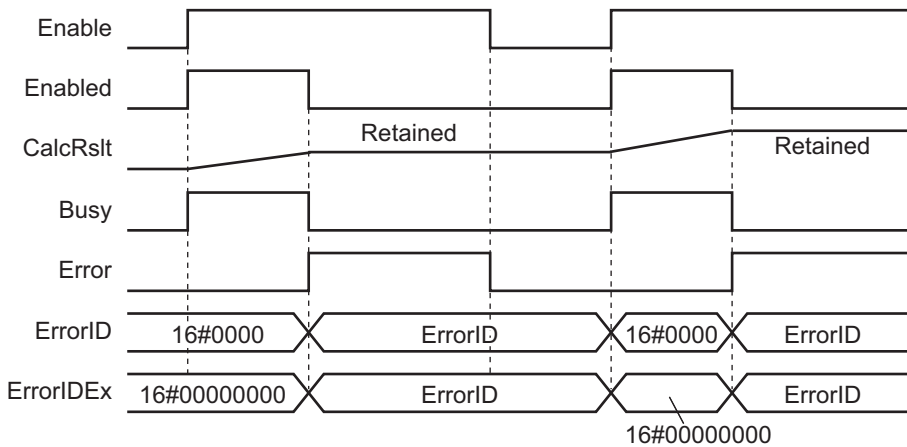 Enable
Enabled
CalcRslt
Retained
Retained
Busy
Error
ErrorID
16#0000
ErrorID
16#0000
ErrorID
ErrorIDEx
16#00000000
ErrorID
ErrorID
16#00000000